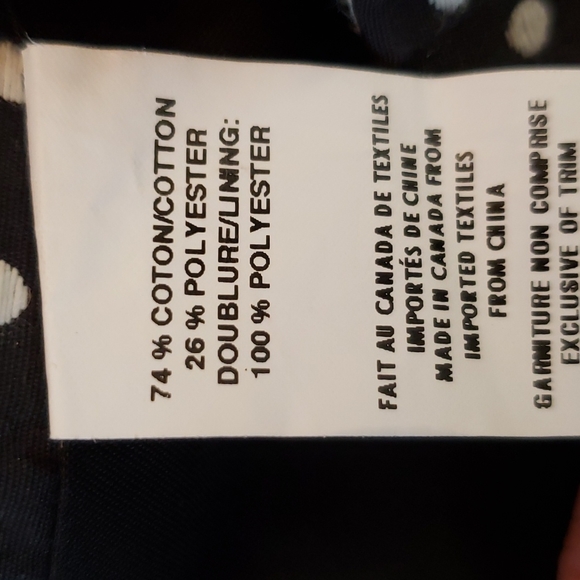 74 % COTON/COTTON
26 % POLYESTER
DOUBLURE/LINING:
100 % POLYESTER
FAIT AU CANADA DE TEXTILES
IMPORTÉS DE CHINE
MADE IN CANADA FROM
IMPORTED TEXTILES
FROM CHINA
GARNITURE NON COMPRISE
EXCLUSIVE OF TRIM